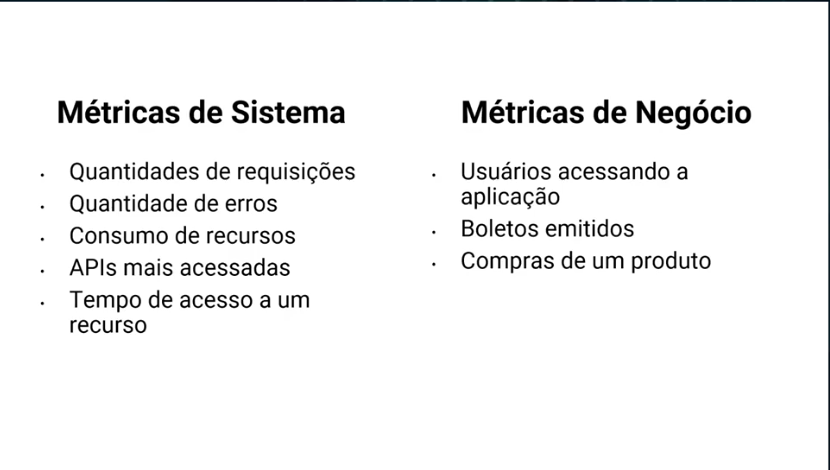 Métricas de Sistema
· Quantidades de requisições
· Quantidade de erros
· Consumo de recursos
· APIs mais acessadas
· Tempo de acesso a um
recurso
Métricas de Negócio
· Usuários acessando a
aplicação
· Boletos emitidos
· Compras de um produto